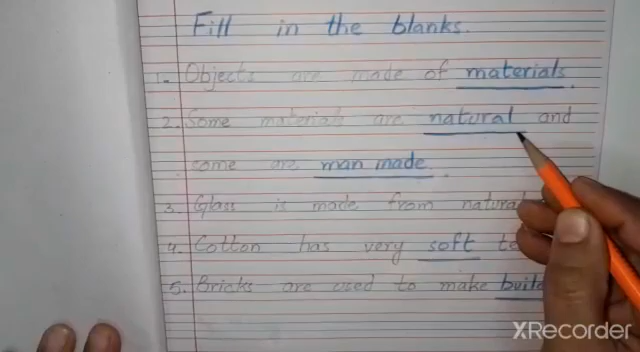 Fill in the blanks.
1. Objects are made of materials.
2. Some materials are natural and
some are man made.
3. Glass is made from natural
4. Cotton has very soft
5. Bricks are used to make
XRecorder